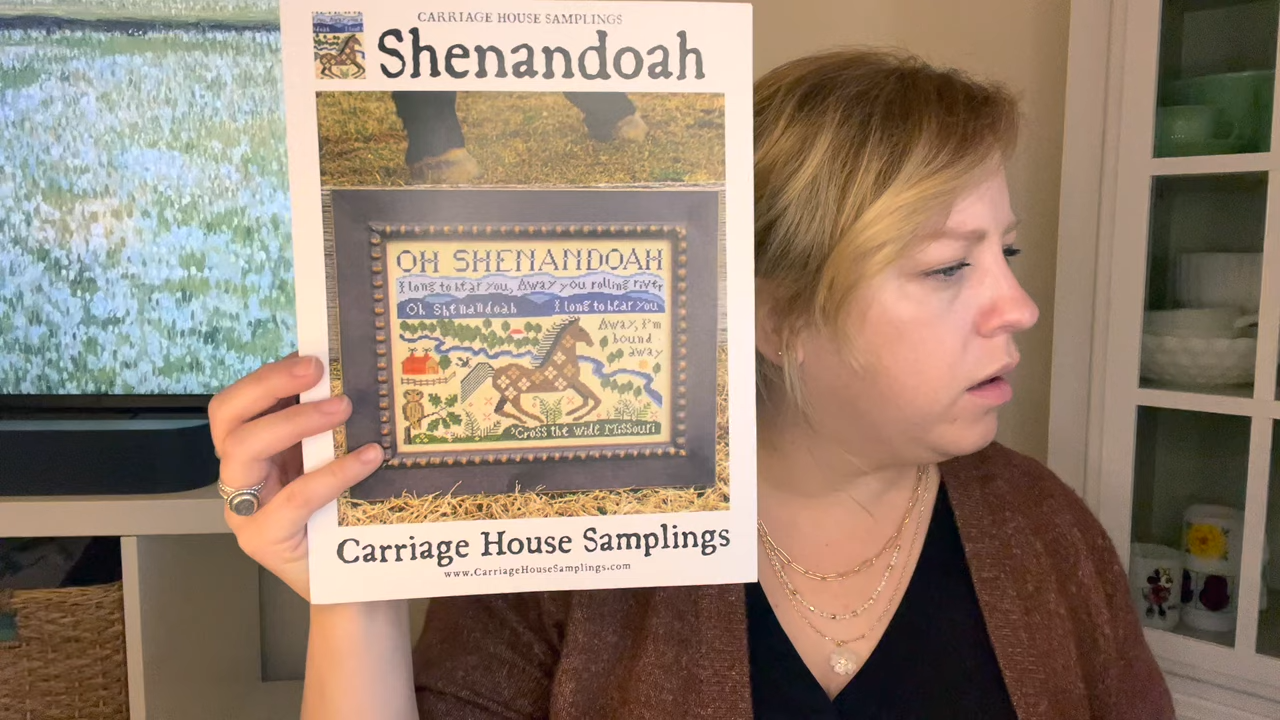 CARRIAGE HOUSE SAMPLINGS
Shenandoah
OH SHENANDOAH
I long to hear you, Away you rolling river
Oh Shenandoah I long to hear you
Away, I'm
bound
away
'Cross the wide Missouri
Carriage House Samplings
www.CarriageHouseSamplings.com